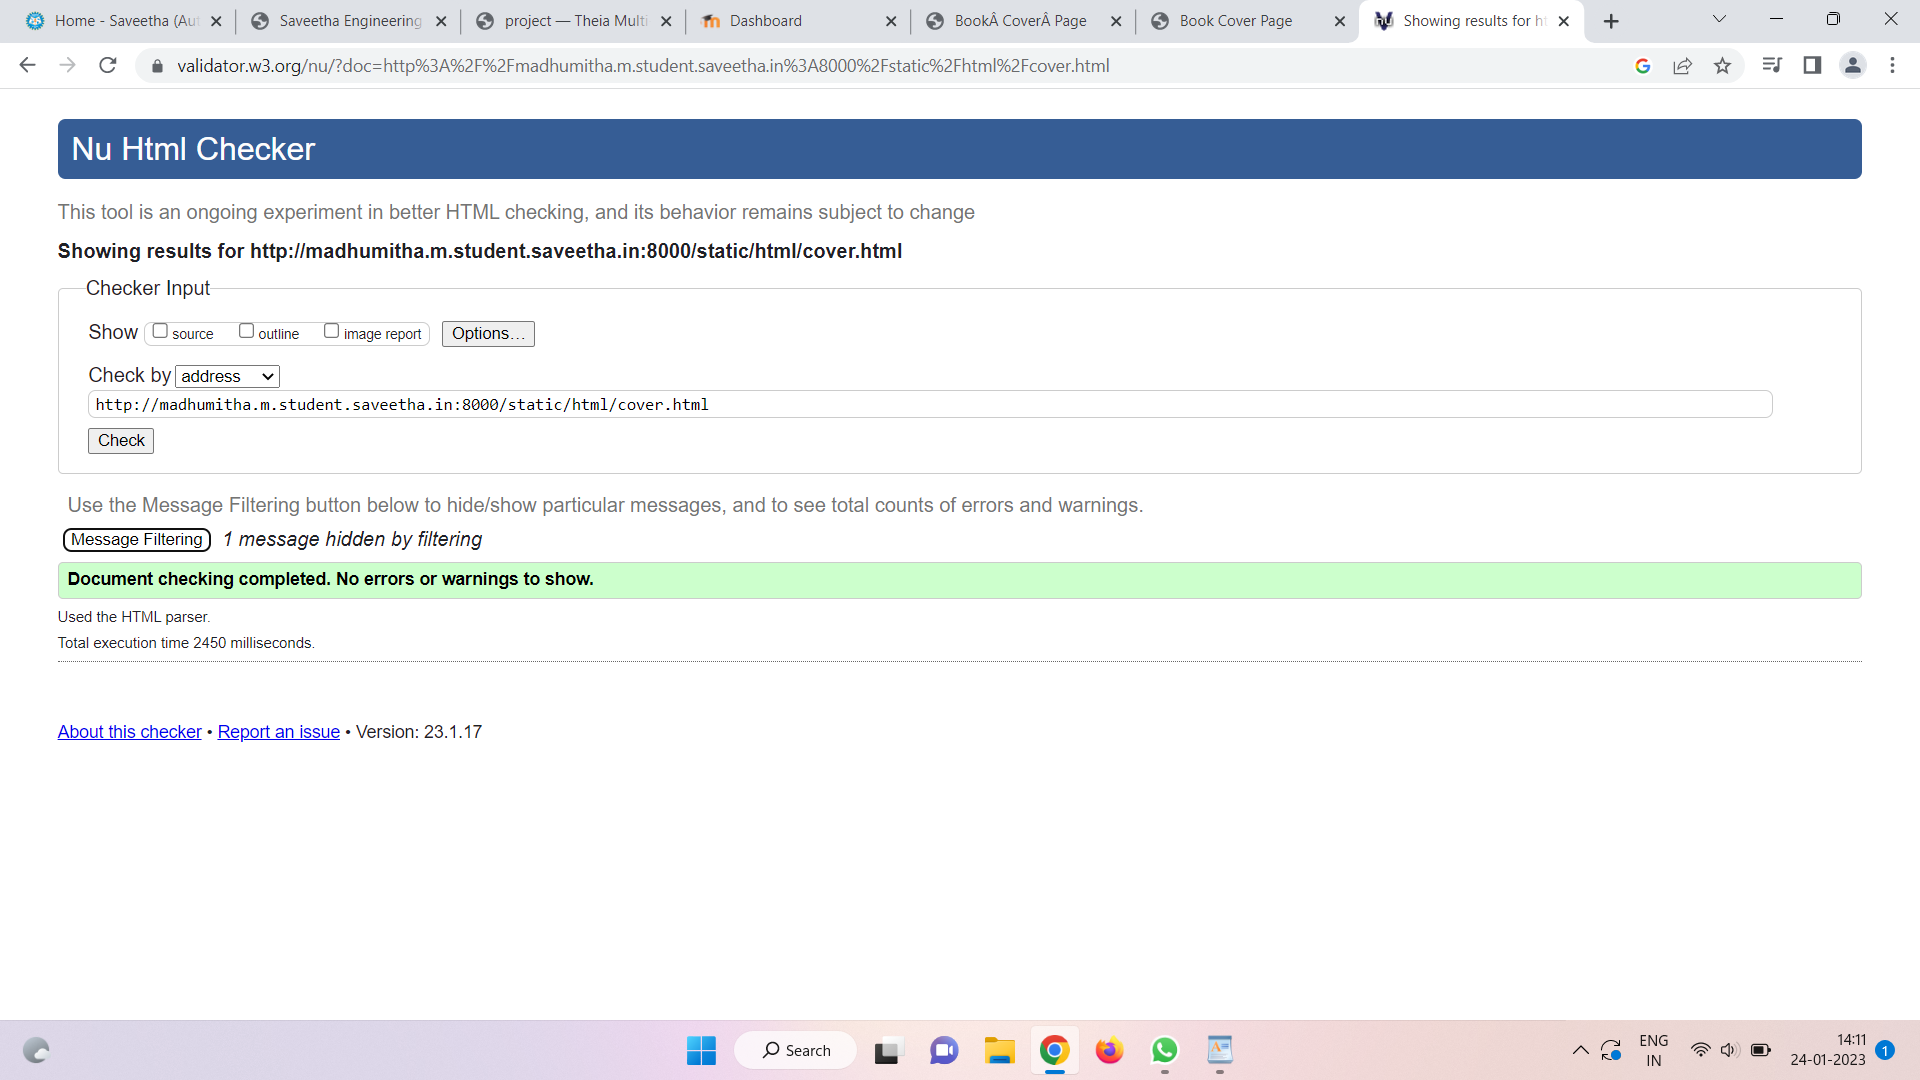 Home - Saveetha (Aut
Saveetha Engineering
project — Theia Multi
Dashboard
BookÂ CoverÂ Page
Book Cover Page
Showing results for ht
validator.w3.org/nu/?doc=http%3A%2F%2Fmadhumitha.m.student.saveetha.in%3A8000%2Fstatic%2Fhtml%2Fcover.html
Nu Html Checker
This tool is an ongoing experiment in better HTML checking, and its behavior remains subject to change
Showing results for http://madhumitha.m.student.saveetha.in:8000/static/html/cover.html
Checker Input
Show source outline image report Options…
Check by address
http://madhumitha.m.student.saveetha.in:8000/static/html/cover.html
Check
Use the Message Filtering button below to hide/show particular messages, and to see total counts of errors and warnings.
Message Filtering 1 message hidden by filtering
Document checking completed. No errors or warnings to show.
Used the HTML parser.
Total execution time 2450 milliseconds.
About this checker • Report an issue • Version: 23.1.17
Search
ENG
IN
14:11
24-01-2023
1